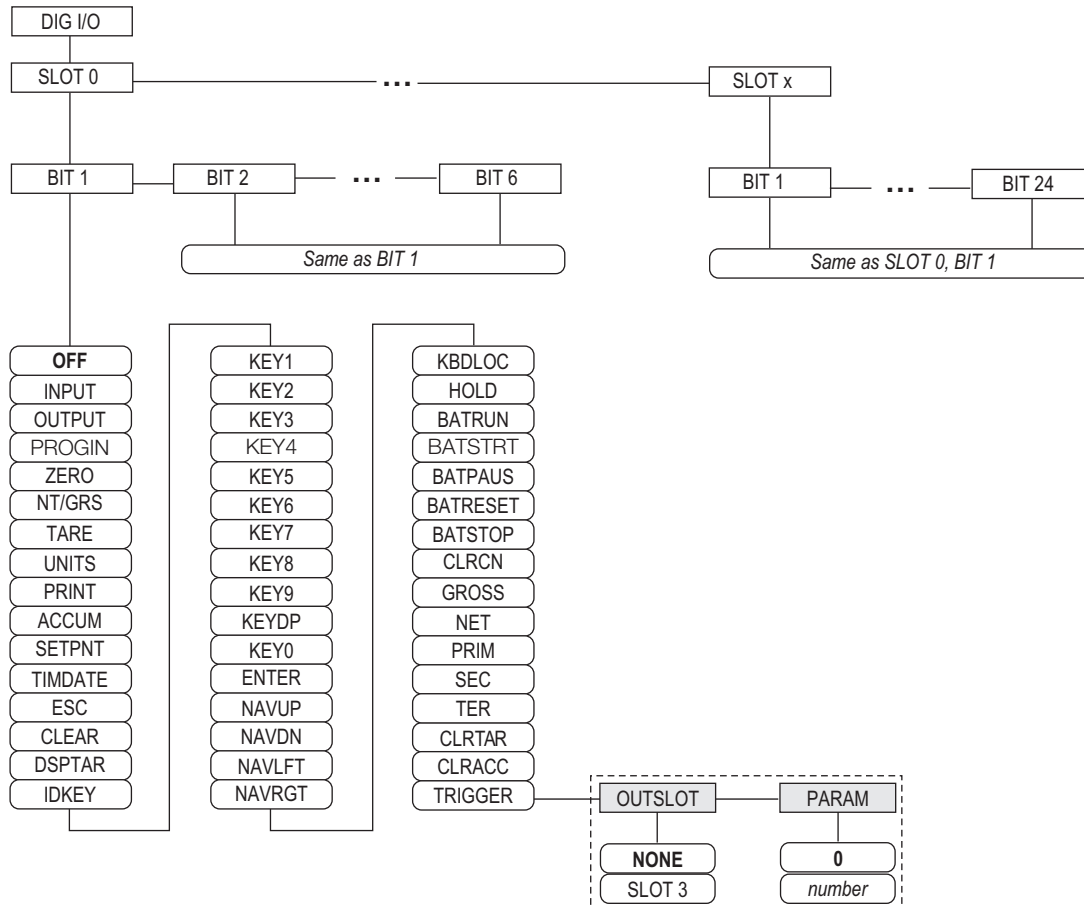 DIG I/O
SLOT 0
...
SLOT x
BIT 1
BIT 2
...
BIT 6
BIT 1
...
BIT 24
Same as BIT 1
Same as SLOT 0, BIT 1
OFF
INPUT
OUTPUT
PROGIN
ZERO
NT/GRS
TARE
UNITS
PRINT
ACCUM
SETPNT
TIMDATE
ESC
CLEAR
DSPTAR
IDKEY
KEY1
KEY2
KEY3
KEY4
KEY5
KEY6
KEY7
KEY8
KEY9
KEYDP
KEY0
ENTER
NAVUP
NAVDN
NAVLFT
NAVRGT
KBDLOC
HOLD
BATRUN
BATSTRT
BATPAUS
BATRESET
BATSTOP
CLRCN
GROSS
NET
PRIM
SEC
TER
CLRTAR
CLRACC
TRIGGER
OUTSLOT
PARAM
NONE
0
SLOT 3
number